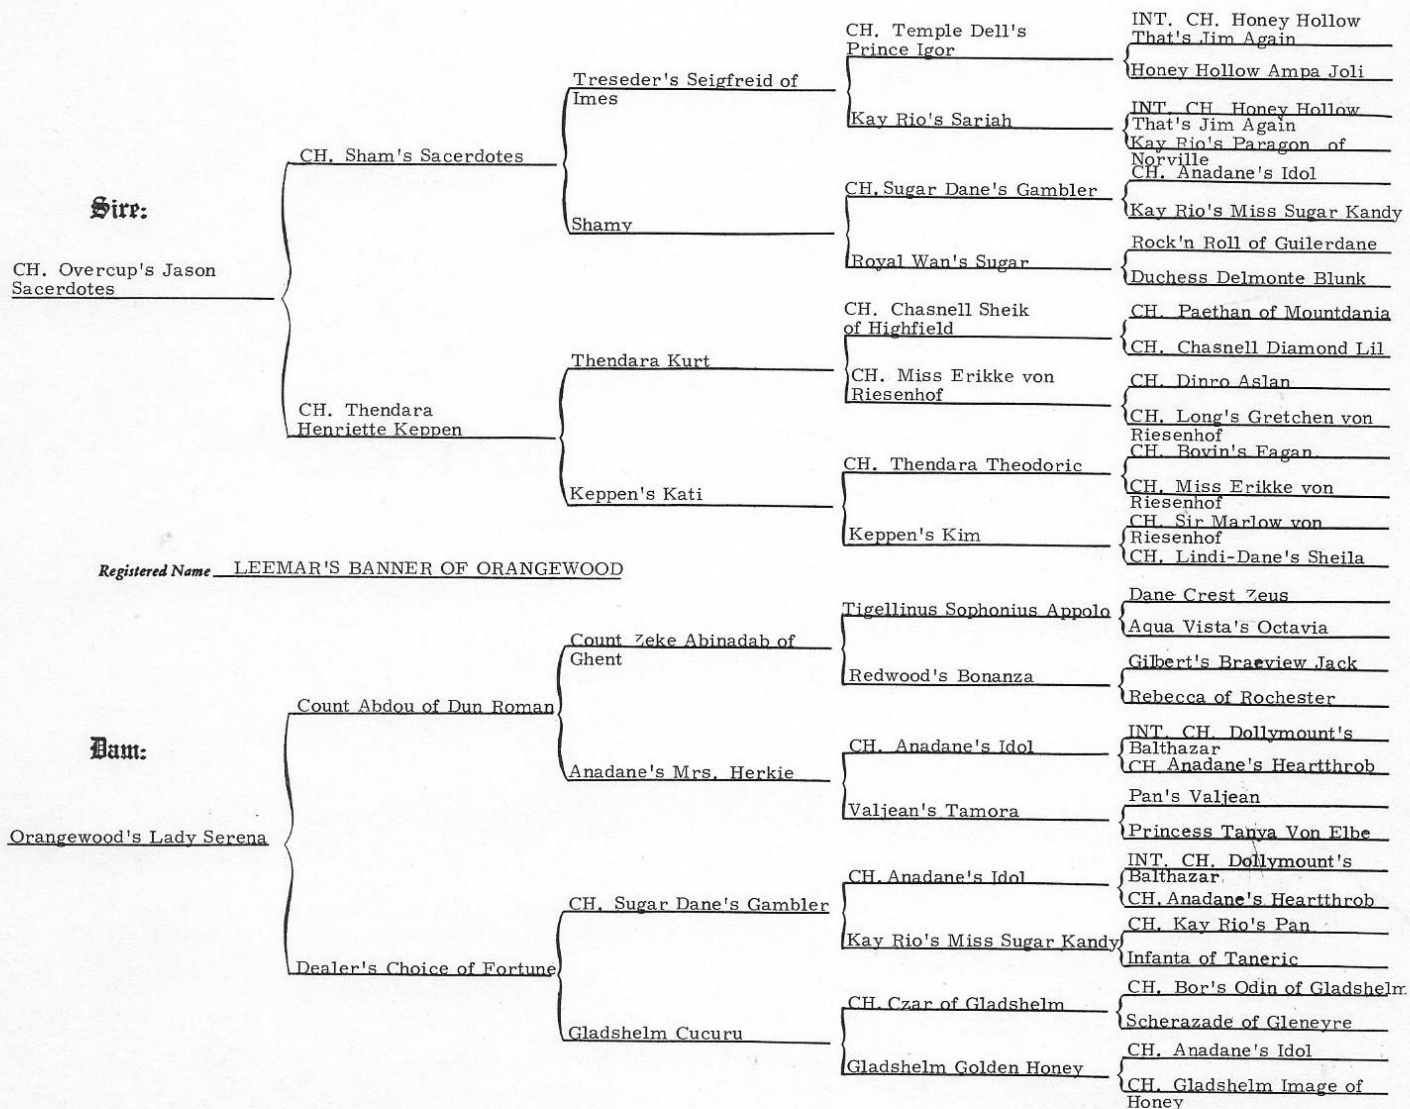 INT. CH. Honey Hollow
That's Jim Again
CH. Temple Dell's
Prince Igor
Honey Hollow Ampa Joli
Treseder's Seigfreid of
Imes
INT. CH. Honey Hollow
That's Jim Again
Kay Rio's Sariah
Kay Rio's Paragon of
Norville
CH. Sham's Sacerdotes
CH. Anadane's Idol
CH. Sugar Dane's Gambler
Kay Rio's Miss Sugar Kandy
Sire:
Shamy
Rock'n Roll of Guilerdane
Royal Wan's Sugar
Duchess Delmonte Blunk
CH. Overcup's Jason
Sacerdotes
CH. Chasnell Sheik
of Highfield
CH. Paethan of Mountdania
CH. Chasnell Diamond Lil
Thendara Kurt
CH. Miss Erikke von
Riesenhof
CH. Dinro Aslan
CH. Long's Gretchen von
Riesenhof
CH. Thendara
Henriette Keppen
CH. Bovin's Fagan
CH. Thendara Theodoric
CH. Miss Erikke von
Riesenhof
Keppen's Kati
CH. Sir Marlow von
Riesenhof
Keppen's Kim
CH. Lindi-Dane's Sheila
Registered Name LEEMAR'S BANNER OF ORANGEWOOD
Dane Crest Zeus
Tigellinus Sophonius Appolo
Aqua Vista's Octavia
Count Zeke Abinadab of
Ghent
Gilbert's Braeview Jack
Redwood's Bonanza
Rebecca of Rochester
Count Abdou of Dun Roman
INT. CH. Dollymount's
Balthazar
CH. Anadane's Idol
CH. Anadane's Heartthrob
Dam:
Anadane's Mrs. Herkie
Pan's Valjean
Valjean's Tamora
Princess Tanya Von Elbe
Orangewood's Lady Serena
INT. CH. Dollymount's
Balthazar
CH. Anadane's Idol
CH. Anadane's Heartthrob
CH. Sugar Dane's Gambler
CH. Kay Rio's Pan
Kay Rio's Miss Sugar Kandy
Infanta of Taneric
Dealer's Choice of Fortune
CH. Bor's Odin of Gladshelm
CH. Czar of Gladshelm
Scherazade of Gleneyre
Gladshelm Cucuru
CH. Anadane's Idol
Gladshelm Golden Honey
CH. Gladshelm Image of
Honey